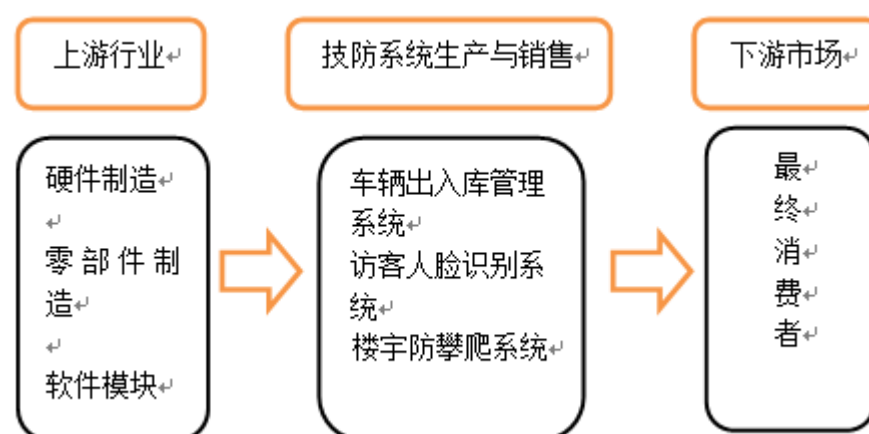 上游行业
技防系统生产与销售
下游市场
硬件制造
零部件制
造
软件模块
车辆出入库管理
系统
访客人脸识别系
统
楼宇防攀爬系统
最
终
消
费
者